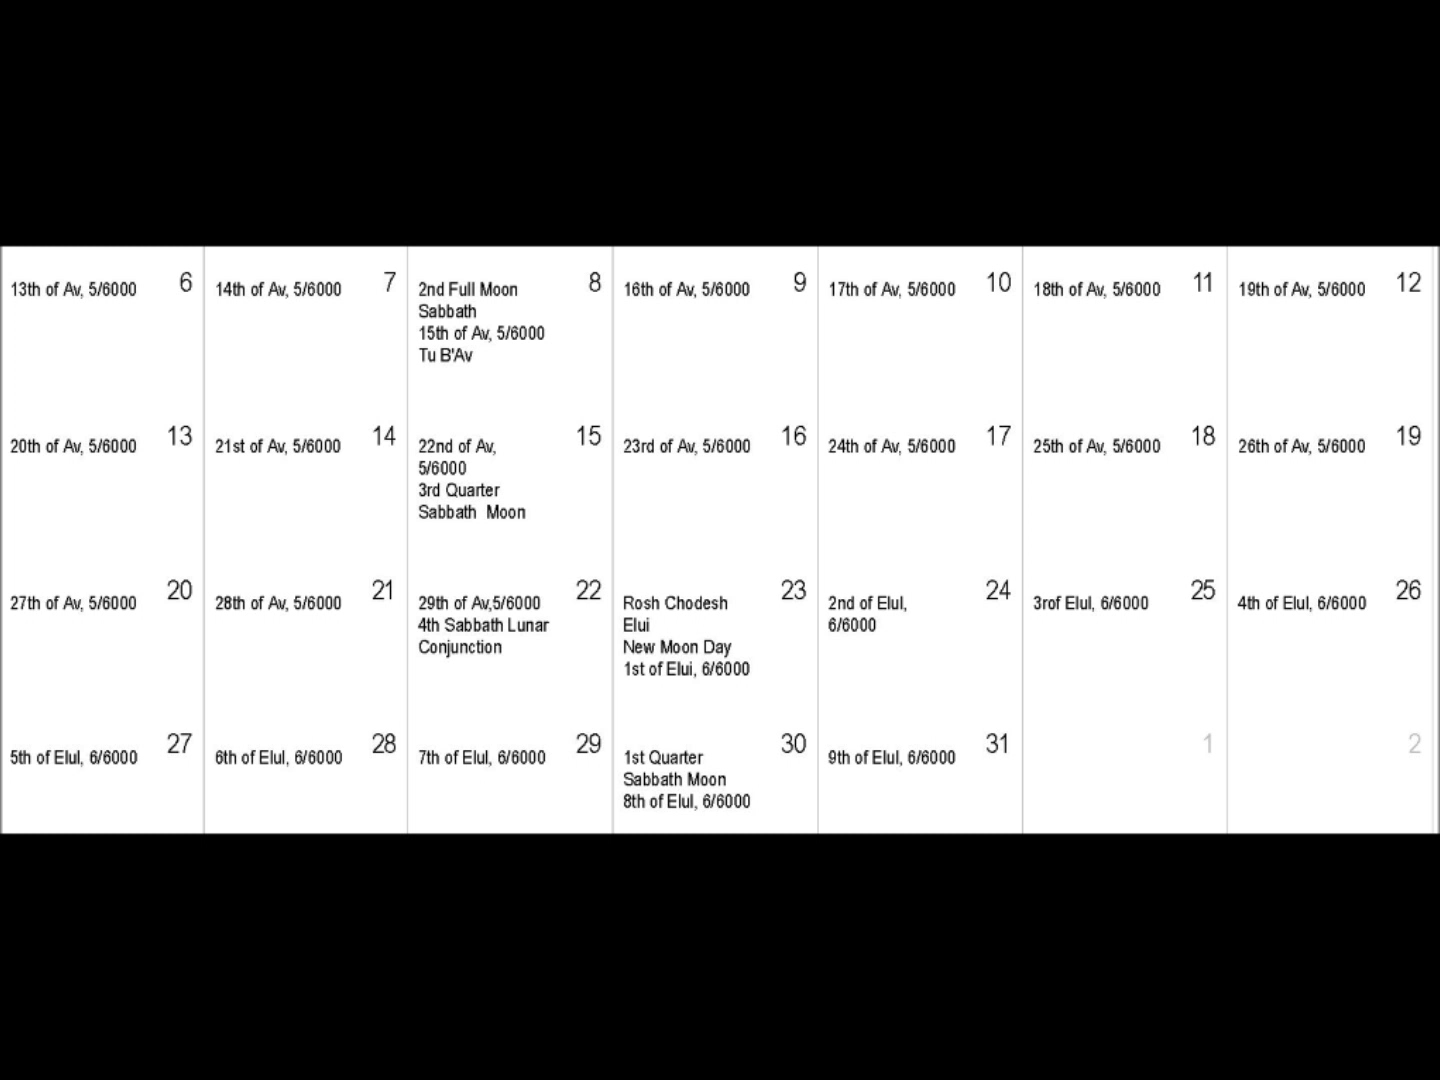 13th of Av, 5/6000 6
14th of Av, 5/6000 7
2nd Full Moon 8
Sabbath
15th of Av, 5/6000
Tu B'Av
16th of Av, 5/6000 9
17th of Av, 5/6000 10
18th of Av, 5/6000 11
19th of Av, 5/6000 12
20th of Av, 5/6000 13
21st of Av, 5/6000 14
22nd of Av, 15
5/6000
3rd Quarter
Sabbath Moon
23rd of Av, 5/6000 16
24th of Av, 5/6000 17
25th of Av, 5/6000 18
26th of Av, 5/6000 19
27th of Av, 5/6000 20
28th of Av, 5/6000 21
29th of Av,5/6000 22
4th Sabbath Lunar
Conjunction
Rosh Chodesh 23
Elui
New Moon Day
1st of Elui, 6/6000
2nd of Elul, 24
6/6000
3rof Elul, 6/6000 25
4th of Elul, 6/6000 26
5th of Elul, 6/6000 27
6th of Elul, 6/6000 28
7th of Elul, 6/6000 29
1st Quarter 30
Sabbath Moon
8th of Elul, 6/6000
9th of Elul, 6/6000 31
1
2